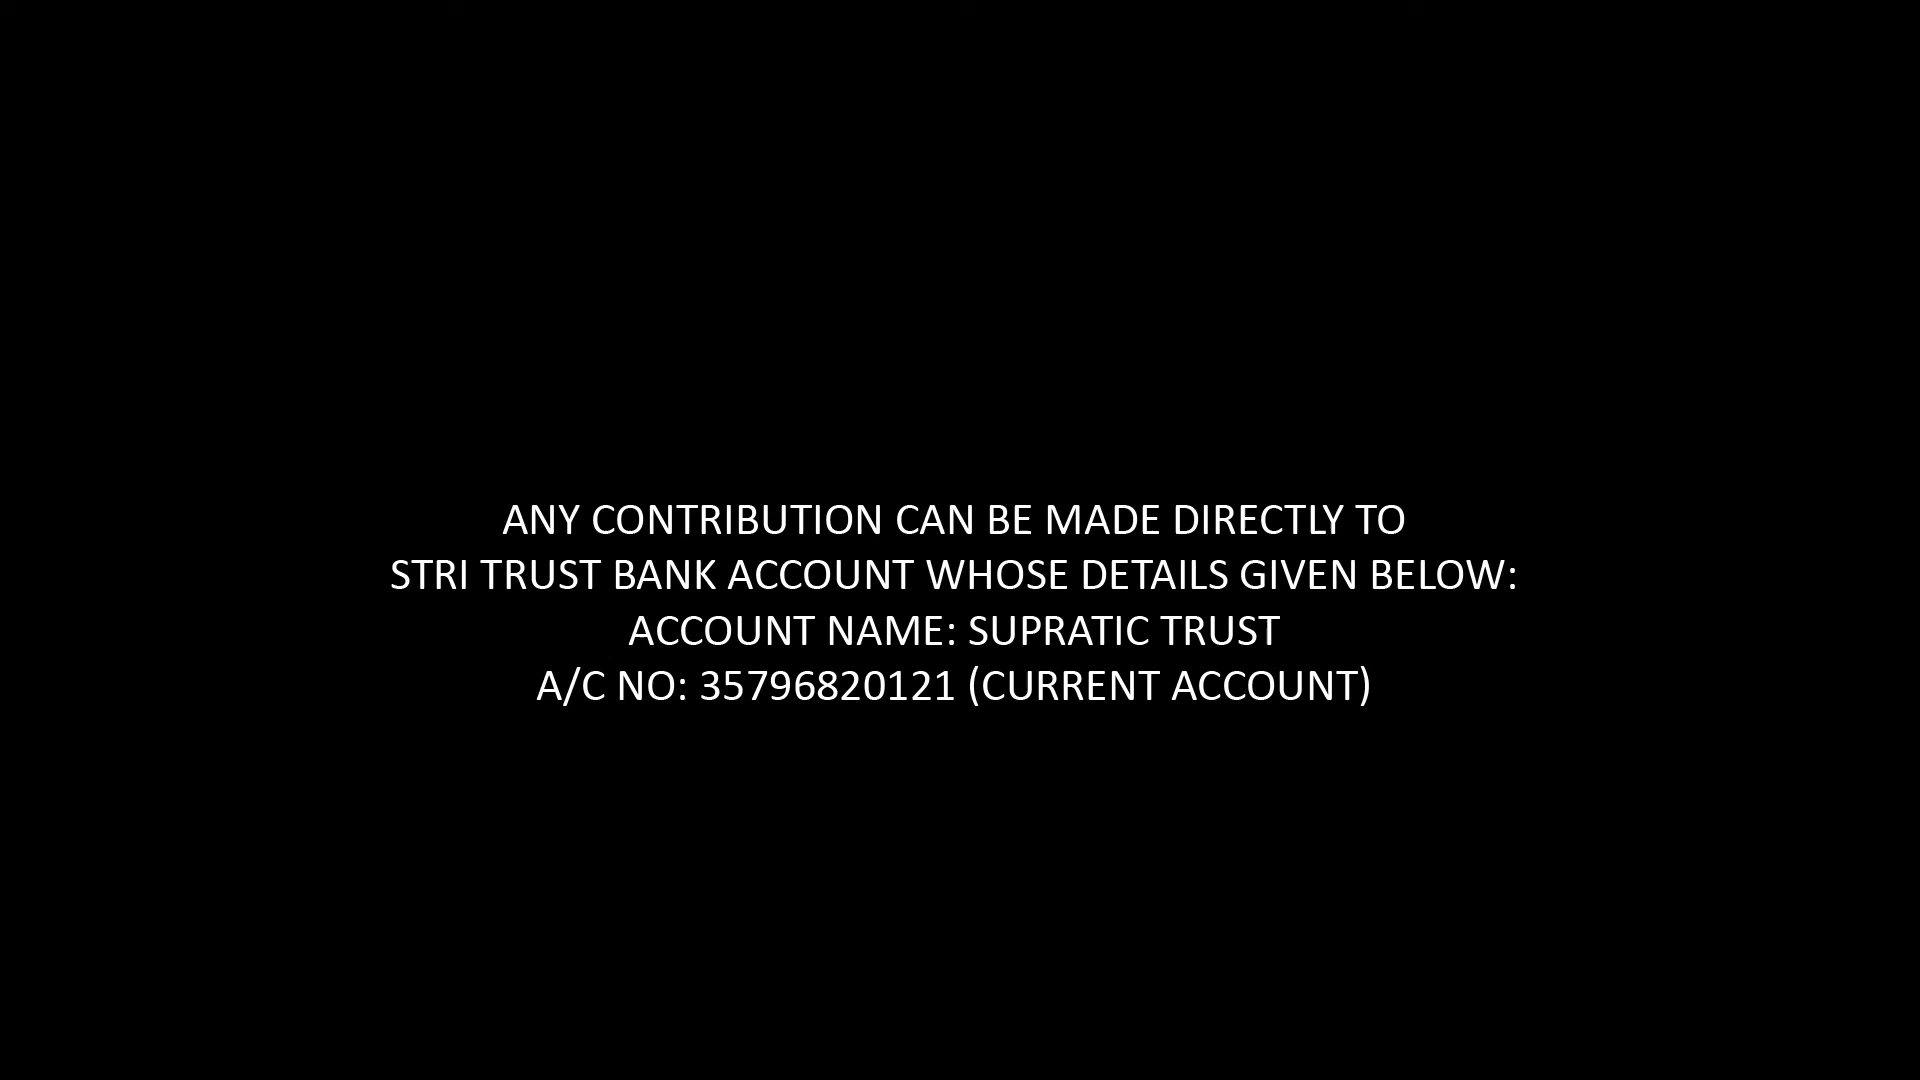 ANY CONTRIBUTION CAN BE MADE DIRECTLY TO
STRI TRUST BANK ACCOUNT WHOSE DETAILS GIVEN BELOW:
ACCOUNT NAME: SUPRATIC TRUST
A/C NO: 35796820121 (CURRENT ACCOUNT)